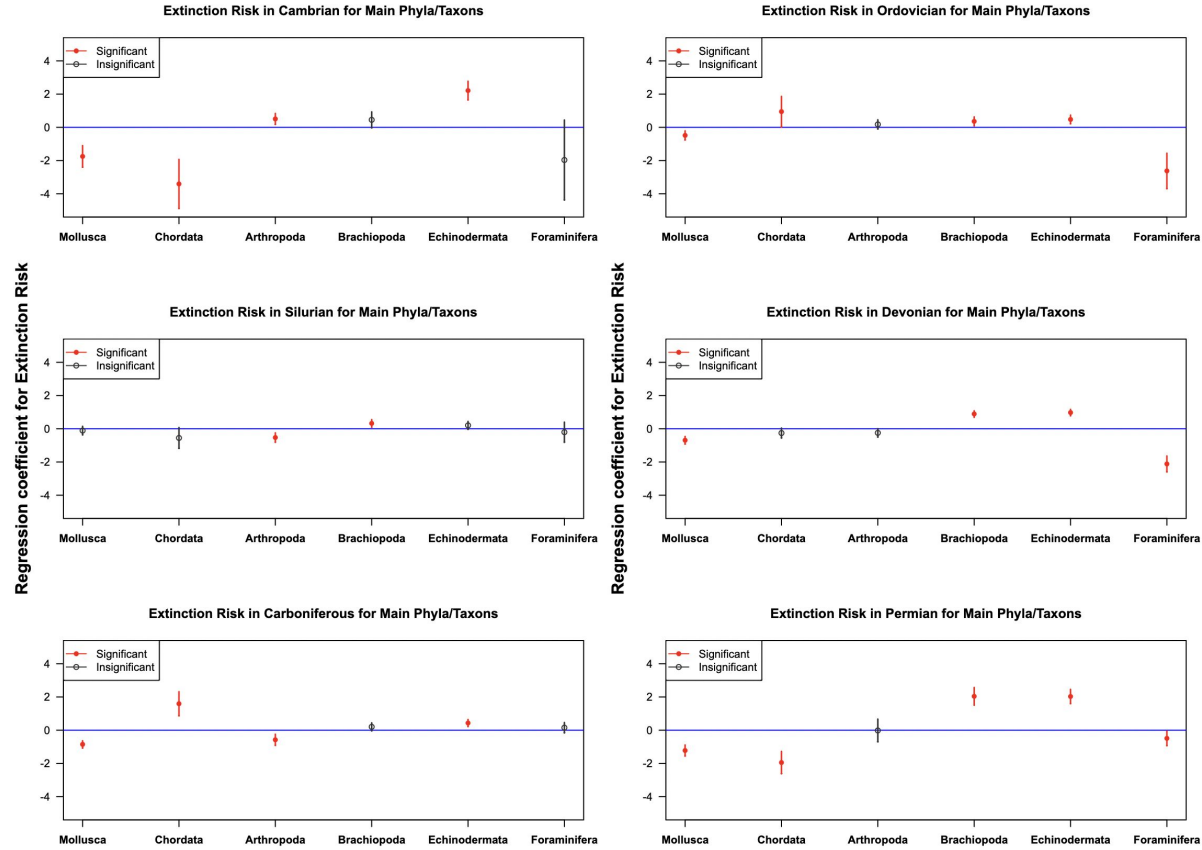 Extinction Risk in Cambrian for Main Phyla/Taxons
Significant
Insignificant
4
2
0
-2
-4
Mollusca Chordata Arthropoda Brachiopoda Echinodermata Foraminifera
Extinction Risk in Ordovician for Main Phyla/Taxons
Significant
Insignificant
4
2
0
-2
-4
Mollusca Chordata Arthropoda Brachiopoda Echinodermata Foraminifera
Regression coefficient for Extinction Risk
Extinction Risk in Silurian for Main Phyla/Taxons
Significant
Insignificant
4
2
0
-2
-4
Mollusca Chordata Arthropoda Brachiopoda Echinodermata Foraminifera
Regression coefficient for Extinction Risk
Extinction Risk in Devonian for Main Phyla/Taxons
Significant
Insignificant
4
2
0
-2
-4
Mollusca Chordata Arthropoda Brachiopoda Echinodermata Foraminifera
Extinction Risk in Carboniferous for Main Phyla/Taxons
Significant
Insignificant
4
2
0
-2
-4
Mollusca Chordata Arthropoda Brachiopoda Echinodermata Foraminifera
Extinction Risk in Permian for Main Phyla/Taxons
Significant
Insignificant
4
2
0
-2
-4
Mollusca Chordata Arthropoda Brachiopoda Echinodermata Foraminifera